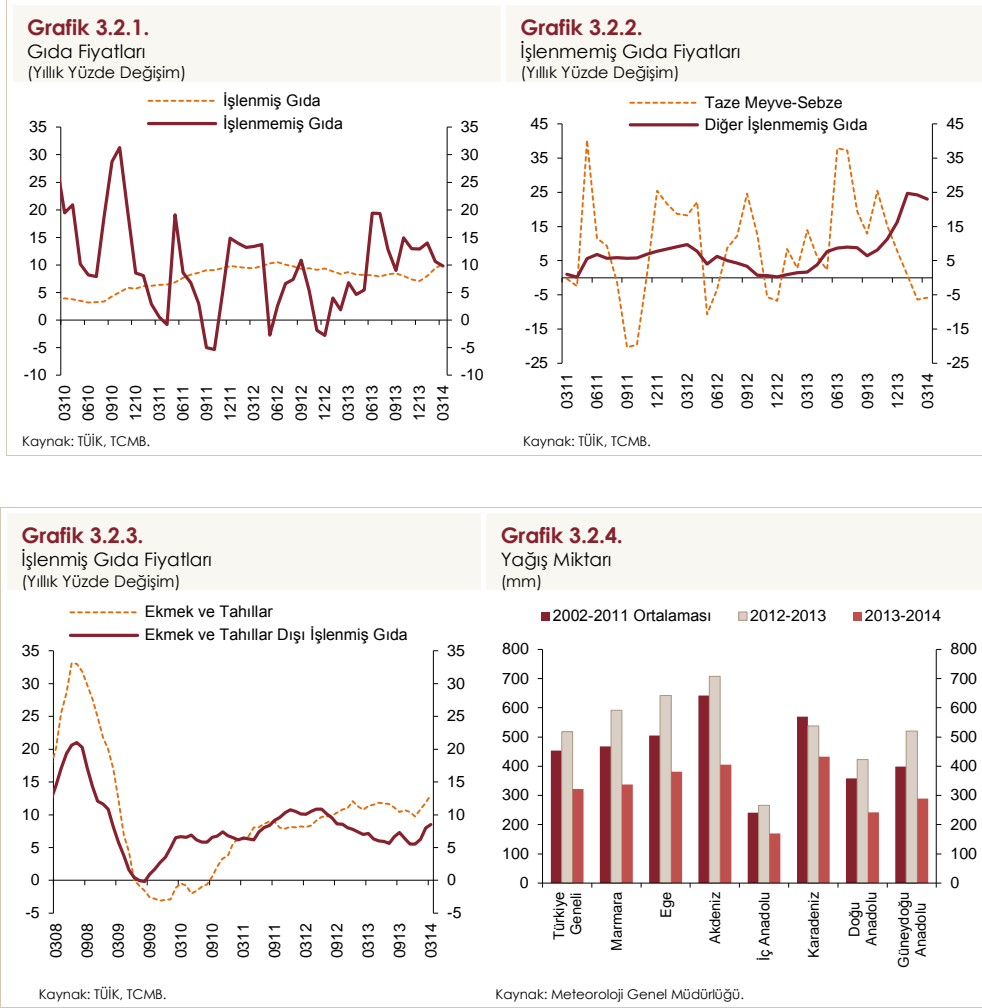 Grafik 3.2.1.
Gıda Fiyatları
(Yıllık Yüzde Değişim)
İşlenmiş Gıda
İşlenmemiş Gıda
35 35
30 30
25 25
20 20
15 15
10 10
5 5
0 0
-5 -5
-10 -10
0310 0610 0910 1210 0311 0611 0911 1211 0312 0612 0912 1212 0313 0613 0913 1213 0314
Kaynak: TÜİK, TCMB.
Grafik 3.2.2.
İşlenmemiş Gıda Fiyatları
(Yıllık Yüzde Değişim)
Taze Meyve-Sebze
Diğer İşlenmemiş Gıda
45 45
35 35
25 25
15 15
5 5
-5 -5
-15 -15
-25 -25
0311 0611 0911 1211 0312 0612 0912 1212 0313 0613 0913 1213 0314
Kaynak: TÜİK, TCMB.
Grafik 3.2.3.
İşlenmiş Gıda Fiyatları
(Yıllık Yüzde Değişim)
Ekmek ve Tahıllar
Ekmek ve Tahıllar Dışı İşlenmiş Gıda
35 35
30 30
25 25
20 20
15 15
10 10
5 5
0 0
-5 -5
0308 0908 0309 0909 0310 0910 0311 0911 0312 0912 0313 0913 0314
Kaynak: TÜİK, TCMB.
Grafik 3.2.4.
Yağış Miktarı
(mm)
2002-2011 Ortalaması 2012-2013 2013-2014
800 800
700 700
600 600
500 500
400 400
300 300
200 200
100 100
0 0
Türkiye
Geneli
Marmara
Ege
Akdeniz
İç Anadolu
Karadeniz
Doğu
Anadolu
Güneydoğu
Anadolu
Kaynak: Meteoroloji Genel Müdürlüğü.